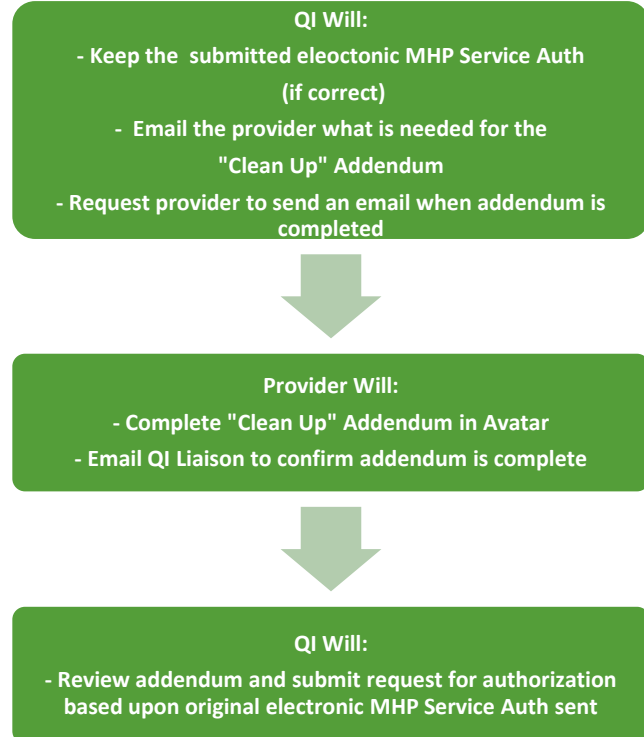 QI Will:
- Keep the submitted eleoctonic MHP Service Auth
(if correct)
- Email the provider what is needed for the
"Clean Up" Addendum
- Request provider to send an email when addendum is
completed
Provider Will:
- Complete "Clean Up" Addendum in Avatar
- Email QI Liaison to confirm addendum is complete
QI Will:
- Review addendum and submit request for authorization
based upon original electronic MHP Service Auth sent